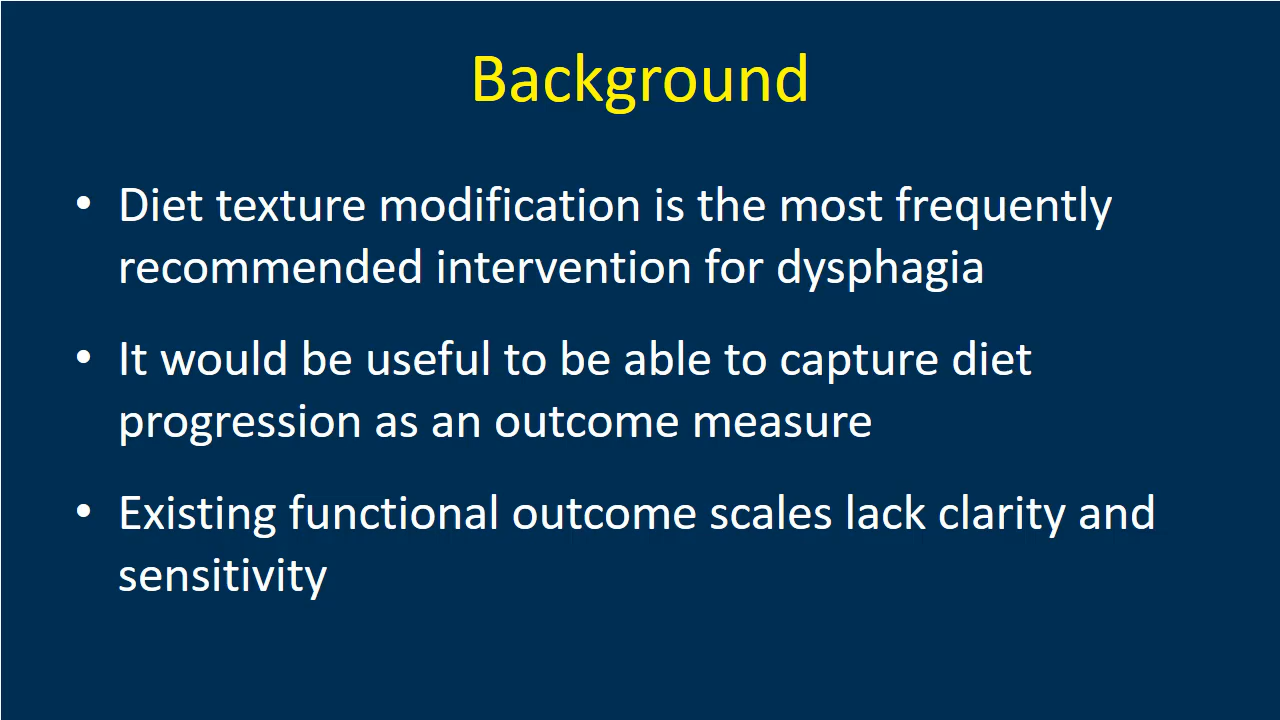 Background
• Diet texture modification is the most frequently
recommended intervention for dysphagia
• It would be useful to be able to capture diet
progression as an outcome measure
• Existing functional outcome scales lack clarity and
sensitivity